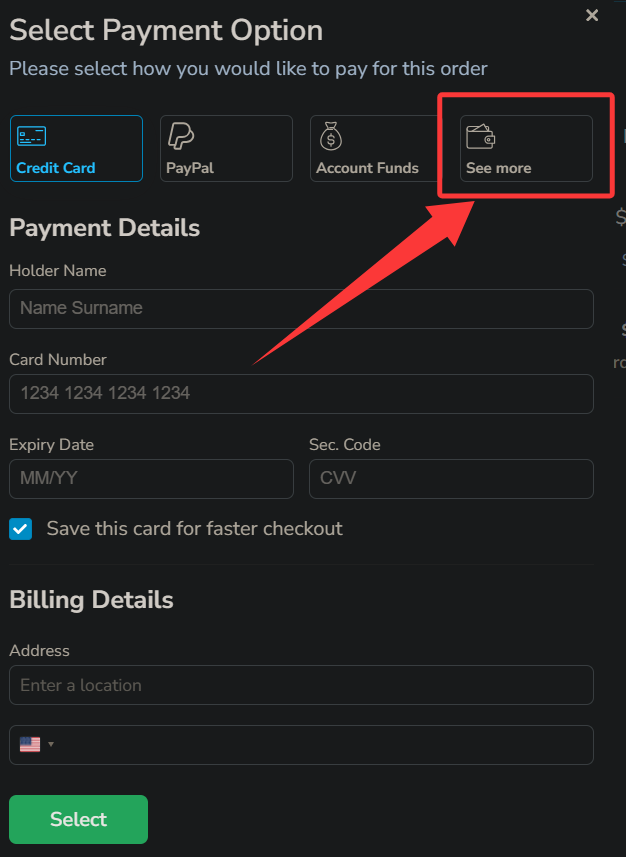 Select Payment Option
Please select how you would like to pay for this order
Credit Card
PayPal
Account Funds
See more
Payment Details
Holder Name
Name Surname
Card Number
1234 1234 1234 1234
Expiry Date
Sec. Code
MM/YY
CVV
Save this card for faster checkout
Billing Details
Address
Enter a location
Select